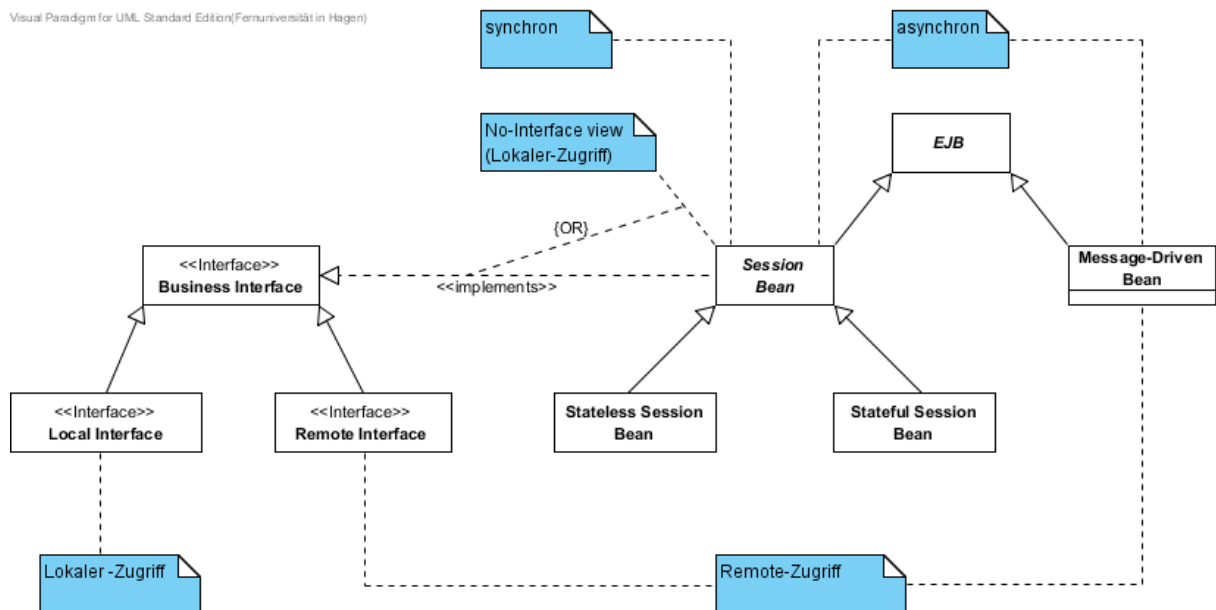 Visual Paradigm for UML Standard Edition(Fernuniversität in Hagen)
synchron
asynchron
No-Interface view
(Lokaler-Zugriff)
EJB
{OR}
<<Interface>>
Business Interface
<<implements>>
Session
Bean
Message-Driven
Bean
<<Interface>>
Local Interface
<<Interface>>
Remote Interface
Stateless Session
Bean
Stateful Session
Bean
Lokaler -Zugriff
Remote-Zugriff